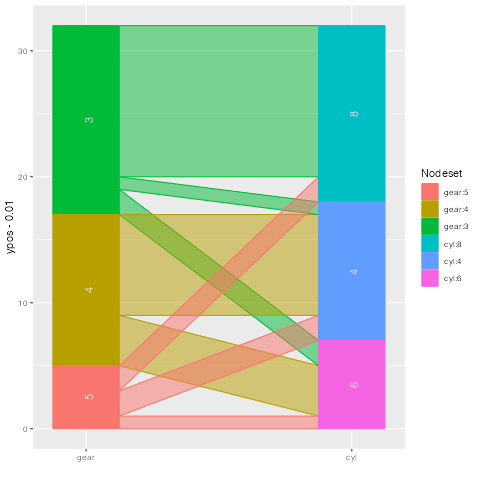 ypos - 0.01
30
20
10
0
3
4
5
8
4
6
gear
cyl
Nodeset
gear:5
gear:4
gear:3
cyl:8
cyl:4
cyl:6